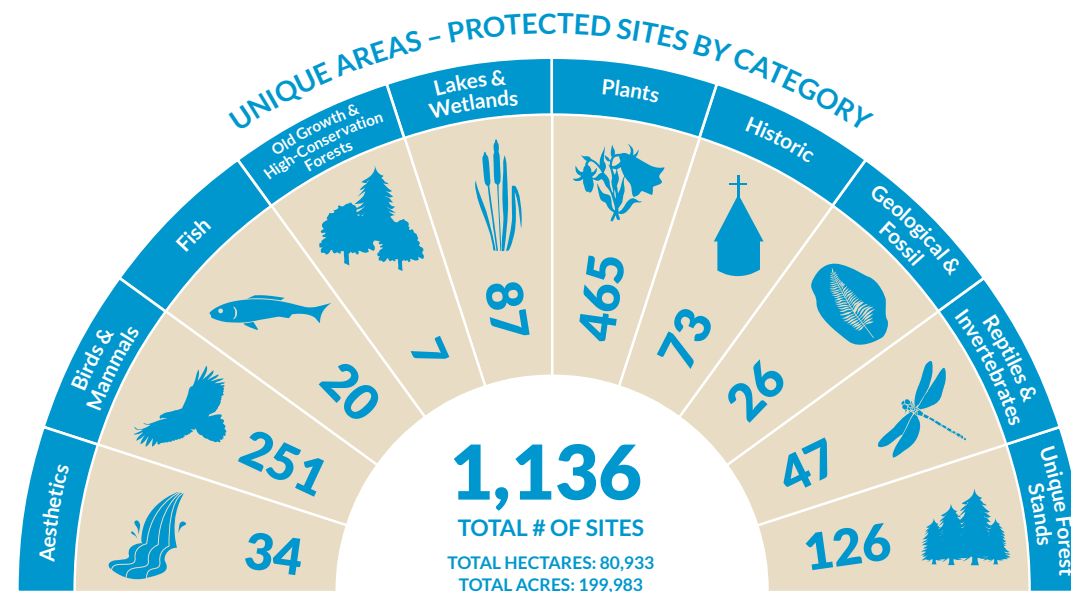 UNIQUE AREAS – PROTECTED SITES BY CATEGORY
Aesthetics
34
Birds &
Mammals
251
Fish
20
Old Growth &
High-Conservation
Forests
7
Lakes &
Wetlands
87
Plants
465
Historic
73
Geological &
Fossil
26
Reptiles &
Invertebrates
47
Unique Forest
Stands
126
1,136
TOTAL # OF SITES
TOTAL HECTARES: 80,933
TOTAL ACRES: 199,983